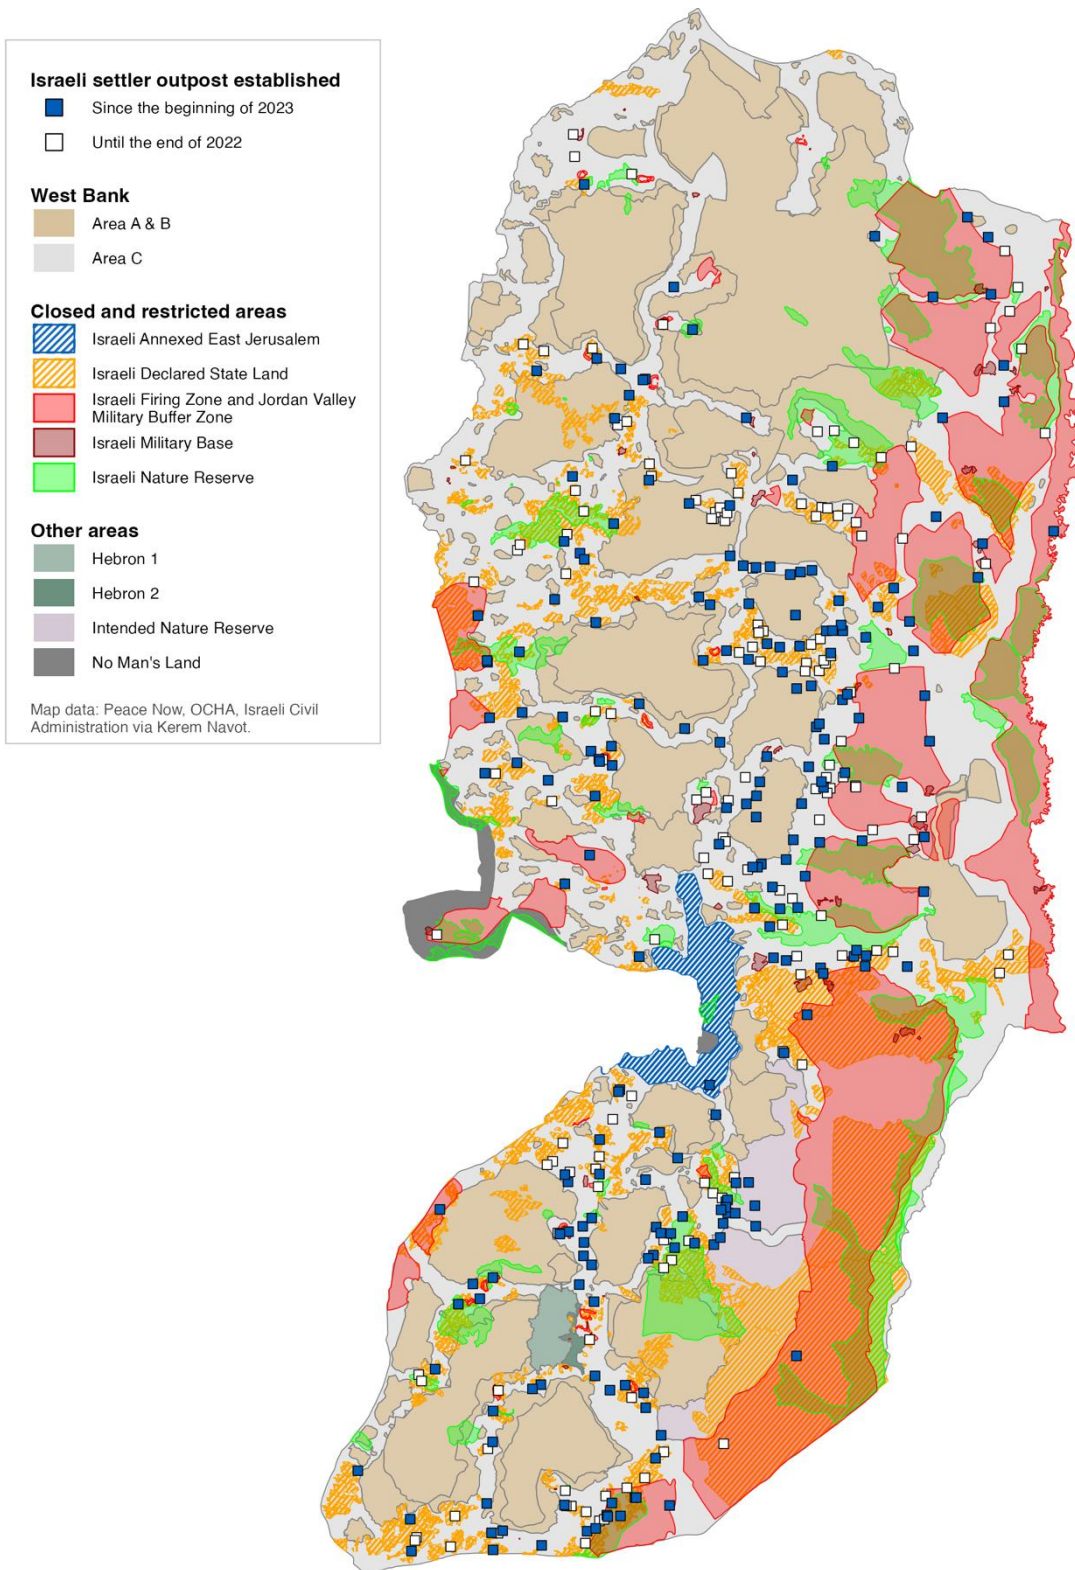 Israeli settler outpost established
Since the beginning of 2023
Until the end of 2022
West Bank
Area A & B
Area C
Closed and restricted areas
Israeli Annexed East Jerusalem
Israeli Declared State Land
Israeli Firing Zone and Jordan Valley
Military Buffer Zone
Israeli Military Base
Israeli Nature Reserve
Other areas
Hebron 1
Hebron 2
Intended Nature Reserve
No Man's Land
Map data: Peace Now, OCHA, Israeli Civil
Administration via Kerem Navot.